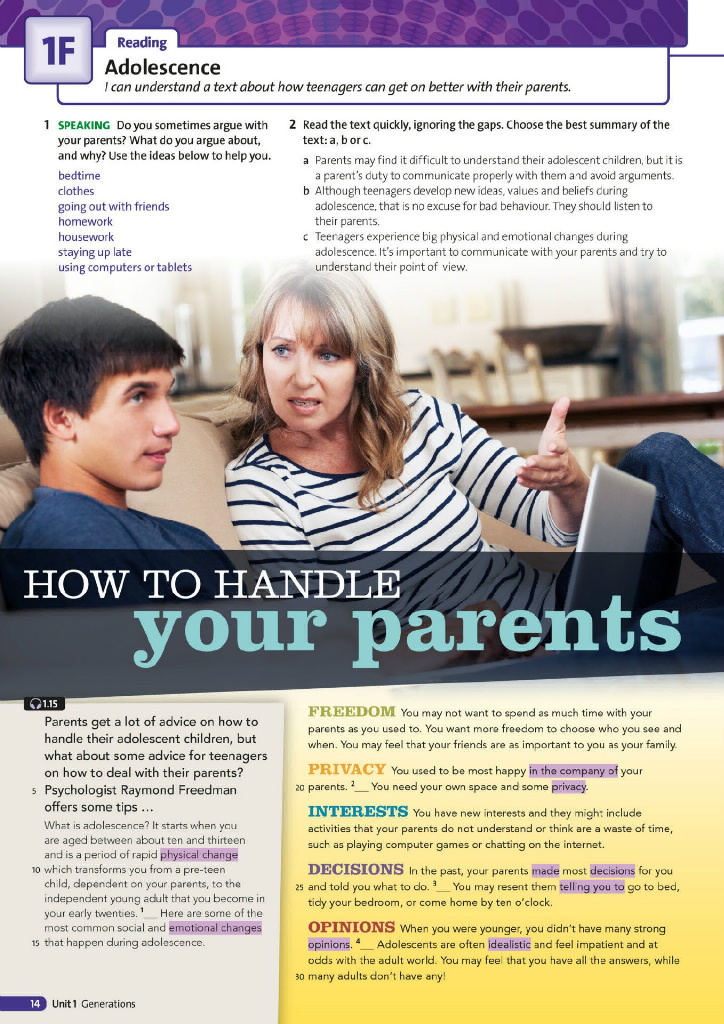 1F
Reading
Adolescence
I can understand a text about how teenagers can get on better with their parents.
1 SPEAKING Do you sometimes argue with
your parents? What do you argue about,
and why? Use the ideas below to help you.
bedtime
clothes
going out with friends
homework
housework
staying up late
using computers or tablets
2 Read the text quickly, ignoring the gaps. Choose the best summary of the
text: a, b or c.
a Parents may find it difficult to understand their adolescent children, but it is
a parent's duty to communicate properly with them and avoid arguments.
b Although teenagers develop new ideas, values and beliefs during
adolescence, that is no excuse for bad behaviour. They should listen to
their parents.
c Teenagers experience big physical and emotional changes during
adolescence. It's important to communicate with your parents and try to
understand their point of view.
HOW TO HANDLE
your parents
1.15
Parents get a lot of advice on how to
handle their adolescent children, but
what about some advice for teenagers
on how to deal with their parents?
5 Psychologist Raymond Freedman
offers some tips ...
What is adolescence? It starts when you
are aged between about ten and thirteen
and is a period of rapid physical change
10 which transforms you from a pre-teen
child, dependent on your parents, to the
independent young adult that you become in
your early twenties. 1__ Here are some of the
most common social and emotional changes
15 that happen during adolescence.
FREEDOM You may not want to spend as much time with your
parents as you used to. You want more freedom to choose who you see and
when. You may feel that your friends are as important to you as your family.
PRIVACY You used to be most happy in the company of your
20 parents. 2__ You need your own space and some privacy.
INTERESTS You have new interests and they might include
activities that your parents do not understand or think are a waste of time,
such as playing computer games or chatting on the internet.
DECISIONS In the past, your parents made most decisions for you
25 and told you what to do. 3__ You may resent them telling you to go to bed,
tidy your bedroom, or come home by ten o'clock.
OPINIONS When you were younger, you didn't have many strong
opinions. 4__ Adolescents are often idealistic and feel impatient and at
odds with the adult world. You may feel that you have all the answers, while
30 many adults don't have any!
14 Unit 1 Generations